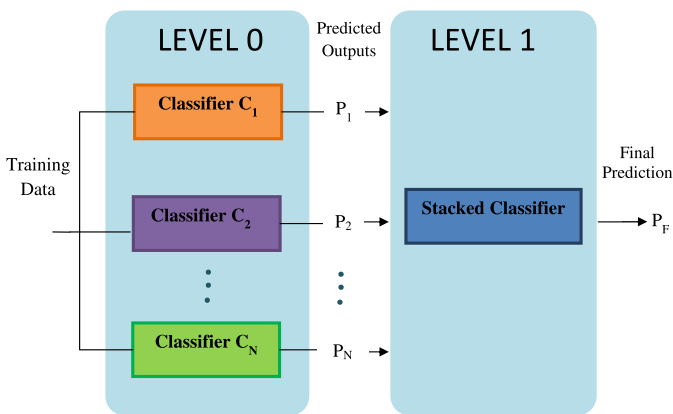 LEVEL 0
Predicted
Outputs
LEVEL 1
Classifier C1
P1
Training
Data
Final
Prediction
Classifier C2
P2
Stacked Classifier
PF
Classifier CN
PN